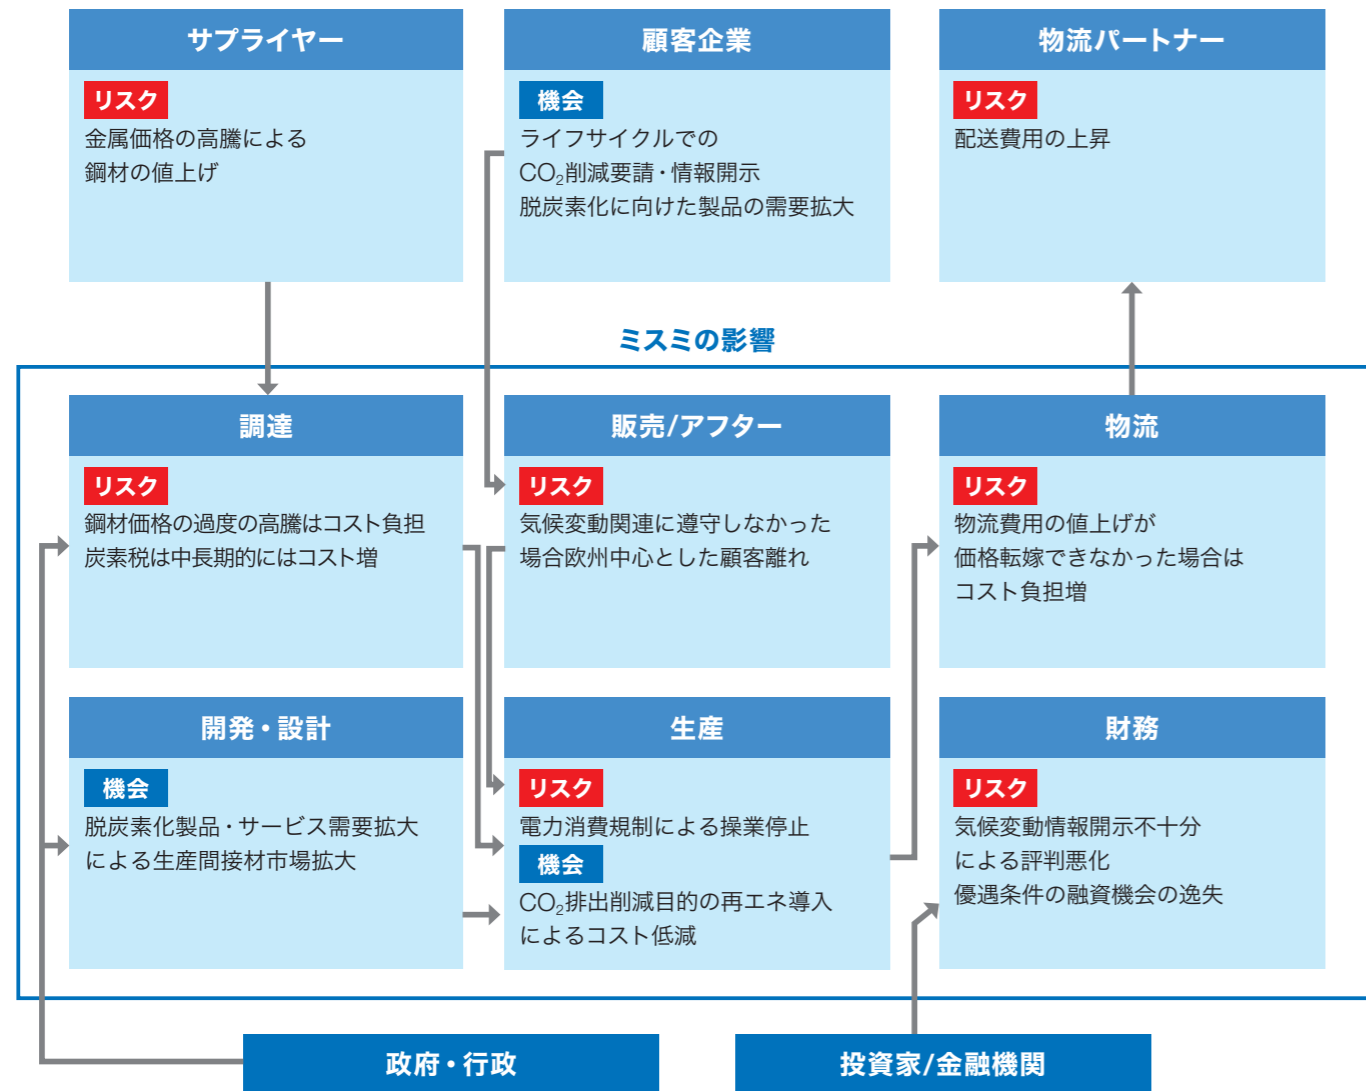 サプライヤー
リスク
金属価格の高騰による
鋼材の値上げ
顧客企業
機会
ライフサイクルでの
CO₂削減要請・情報開示
脱炭素化に向けた製品の需要拡大
物流パートナー
リスク
配送費用の上昇
ミスミの影響
調達
リスク
鋼材価格の過度の高騰はコスト負担
炭素税は中長期的にはコスト増
販売/アフター
リスク
気候変動関連に遵守しなかった
場合欧州中心とした顧客離れ
物流
リスク
物流費用の値上げが
価格転嫁できなかった場合は
コスト負担増
開発・設計
機会
脱炭素化製品・サービス需要拡大
による生産間接材市場拡大
生産
リスク
電力消費規制による操業停止
機会
CO₂排出削減目的の再エネ導入
によるコスト低減
財務
リスク
気候変動情報開示不十分
による評判悪化
優遇条件の融資機会の逸失
政府・行政
投資家/金融機関